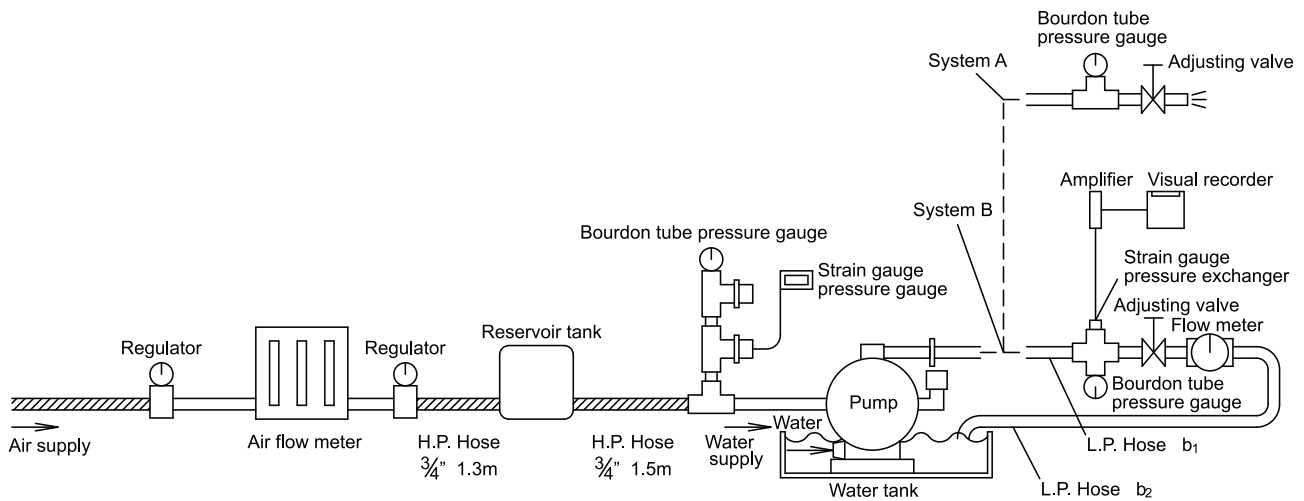 Bourdon tube
pressure gauge
System A
Adjusting valve
Amplifier
Visual recorder
System B
Bourdon tube pressure gauge
Strain gauge
pressure gauge
Strain gauge
pressure exchanger
Adjusting valve
Flow meter
Regulator
Regulator
Reservoir tank
Pump
Bourdon tube
pressure gauge
Air supply
Air flow meter
H.P. Hose
¾" 1.3m
H.P. Hose
¾" 1.5m
Water
supply
Water
Water tank
L.P. Hose b₁
L.P. Hose b₂